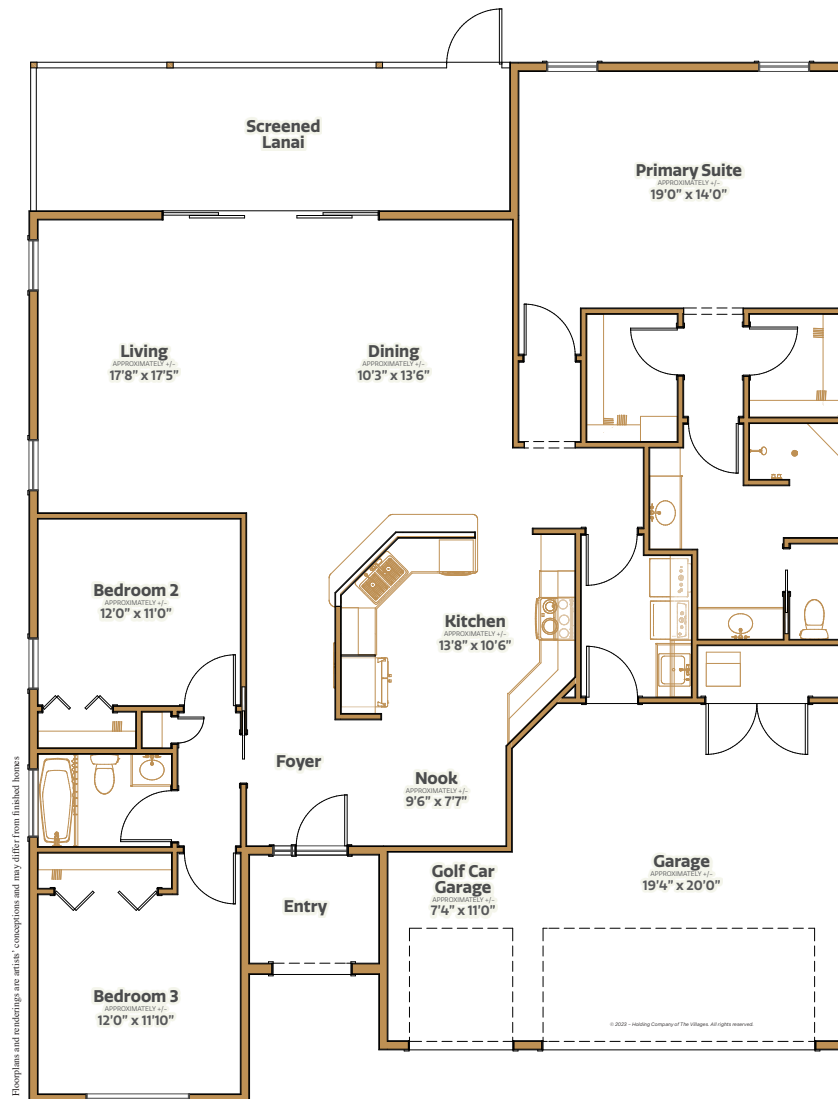 Screened
Lanai
Primary Suite
APPROXIMATELY +/-
19'0" x 14'0"
Living
APPROXIMATELY +/-
17'8" x 17'5"
Dining
APPROXIMATELY +/-
10'3" x 13'6"
Bedroom 2
APPROXIMATELY +/-
12'0" x 11'0"
Kitchen
APPROXIMATELY +/-
13'8" x 10'6"
Foyer
Nook
APPROXIMATELY +/-
9'6" x 7'7"
Golf Car
Garage
APPROXIMATELY +/-
7'4" x 11'0"
Garage
APPROXIMATELY +/-
19'4" x 20'0"
Entry
Bedroom 3
APPROXIMATELY +/-
12'0" x 11'10"
© 2023 - Holding Company of The Villages. All rights reserved.
Floorplans and renderings are artists' conceptions and may differ from finished homes